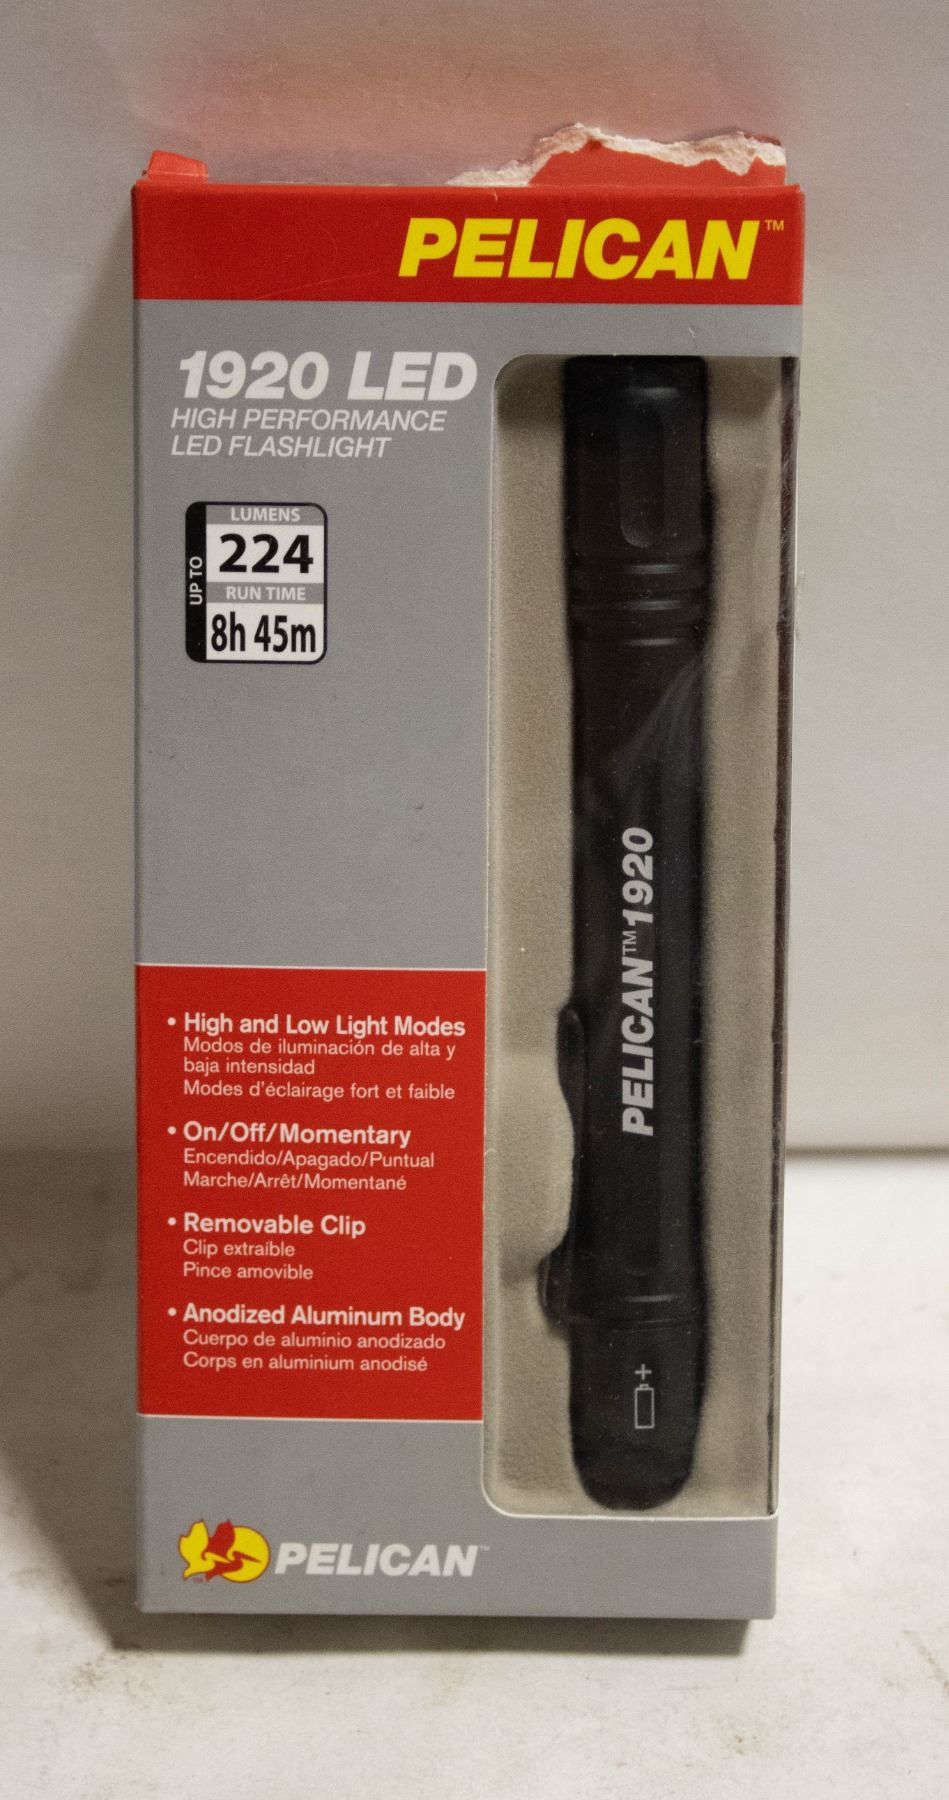 PELICAN™
1920 LED
HIGH PERFORMANCE
LED FLASHLIGHT
UP TO
LUMENS
224
RUN TIME
8h 45m
PELICAN™1920
• High and Low Light Modes
Modos de iluminación de alta y
baja intensidad
Modes d'éclairage fort et faible
• On/Off/Momentary
Encendido/Apagado/Puntual
Marche/Arrêt/Momentané
• Removable Clip
Clip extraíble
Pince amovible
• Anodized Aluminum Body
Cuerpo de aluminio anodizado
Corps en aluminium anodisé
+
PELICAN™